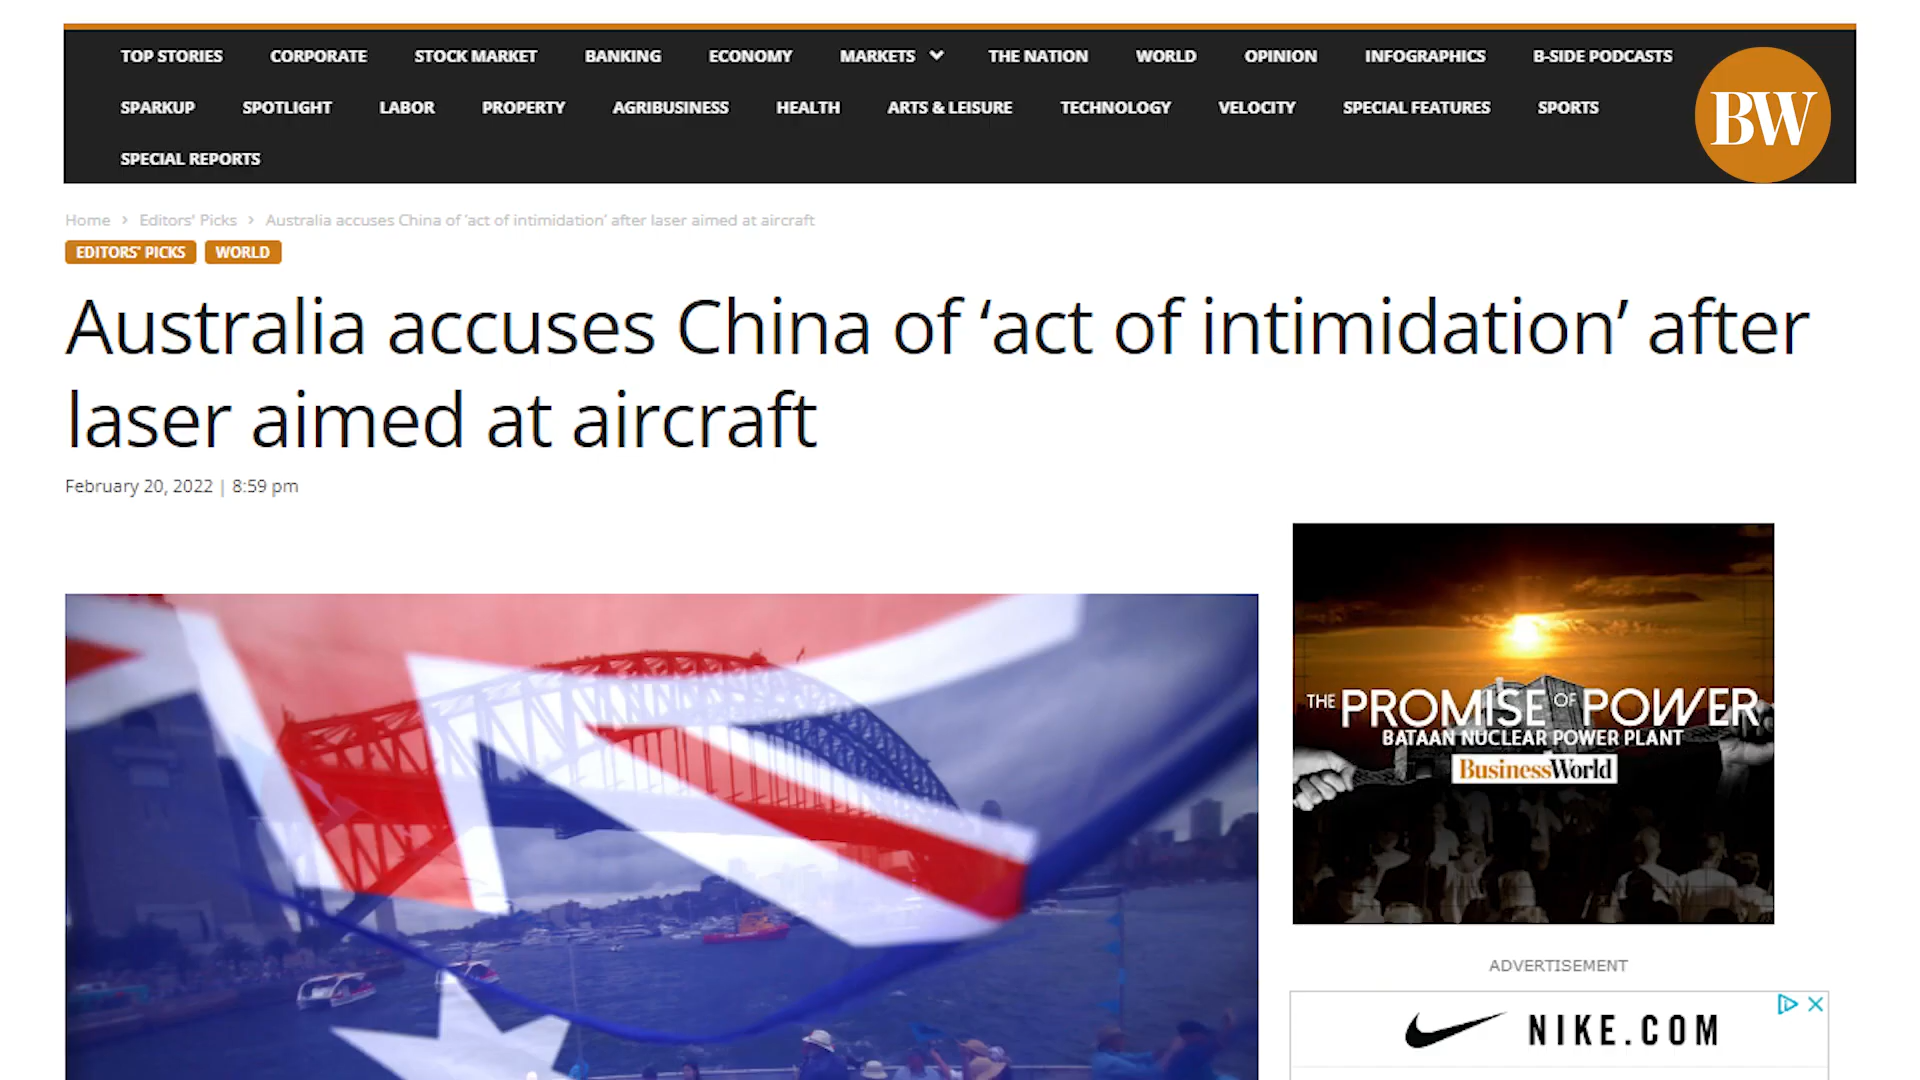 TOP STORIES CORPORATE STOCK MARKET BANKING ECONOMY MARKETS THE NATION WORLD OPINION INFOGRAPHICS B-SIDE PODCASTS
SPARKUP SPOTLIGHT LABOR PROPERTY AGRIBUSINESS HEALTH ARTS & LEISURE TECHNOLOGY VELOCITY SPECIAL FEATURES SPORTS
BW
SPECIAL REPORTS
Home › Editors' Picks › Australia accuses China of ‘act of intimidation’ after laser aimed at aircraft
EDITORS' PICKS WORLD
Australia accuses China of ‘act of intimidation’ after
laser aimed at aircraft
February 20, 2022 | 8:59 pm
THE PROMISE OF POWER
BATAAN NUCLEAR POWER PLANT
BusinessWorld
ADVERTISEMENT
NIKE.COM